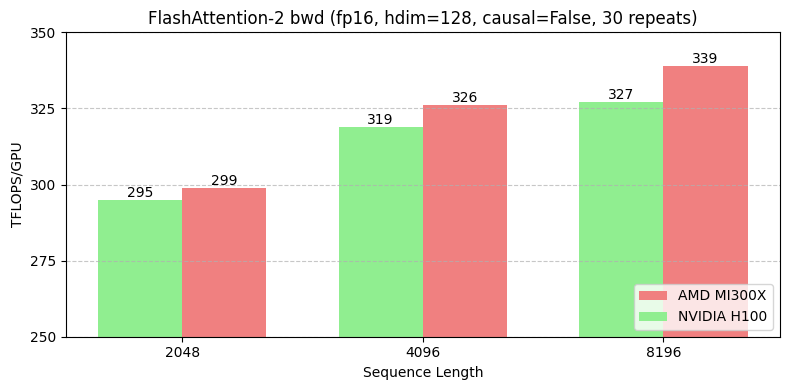 FlashAttention-2 bwd (fp16, hdim=128, causal=False, 30 repeats)
TFLOPS/GPU
350
325
300
275
250
295
299
319
326
327
339
AMD MI300X
NVIDIA H100
2048
4096
8196
Sequence Length